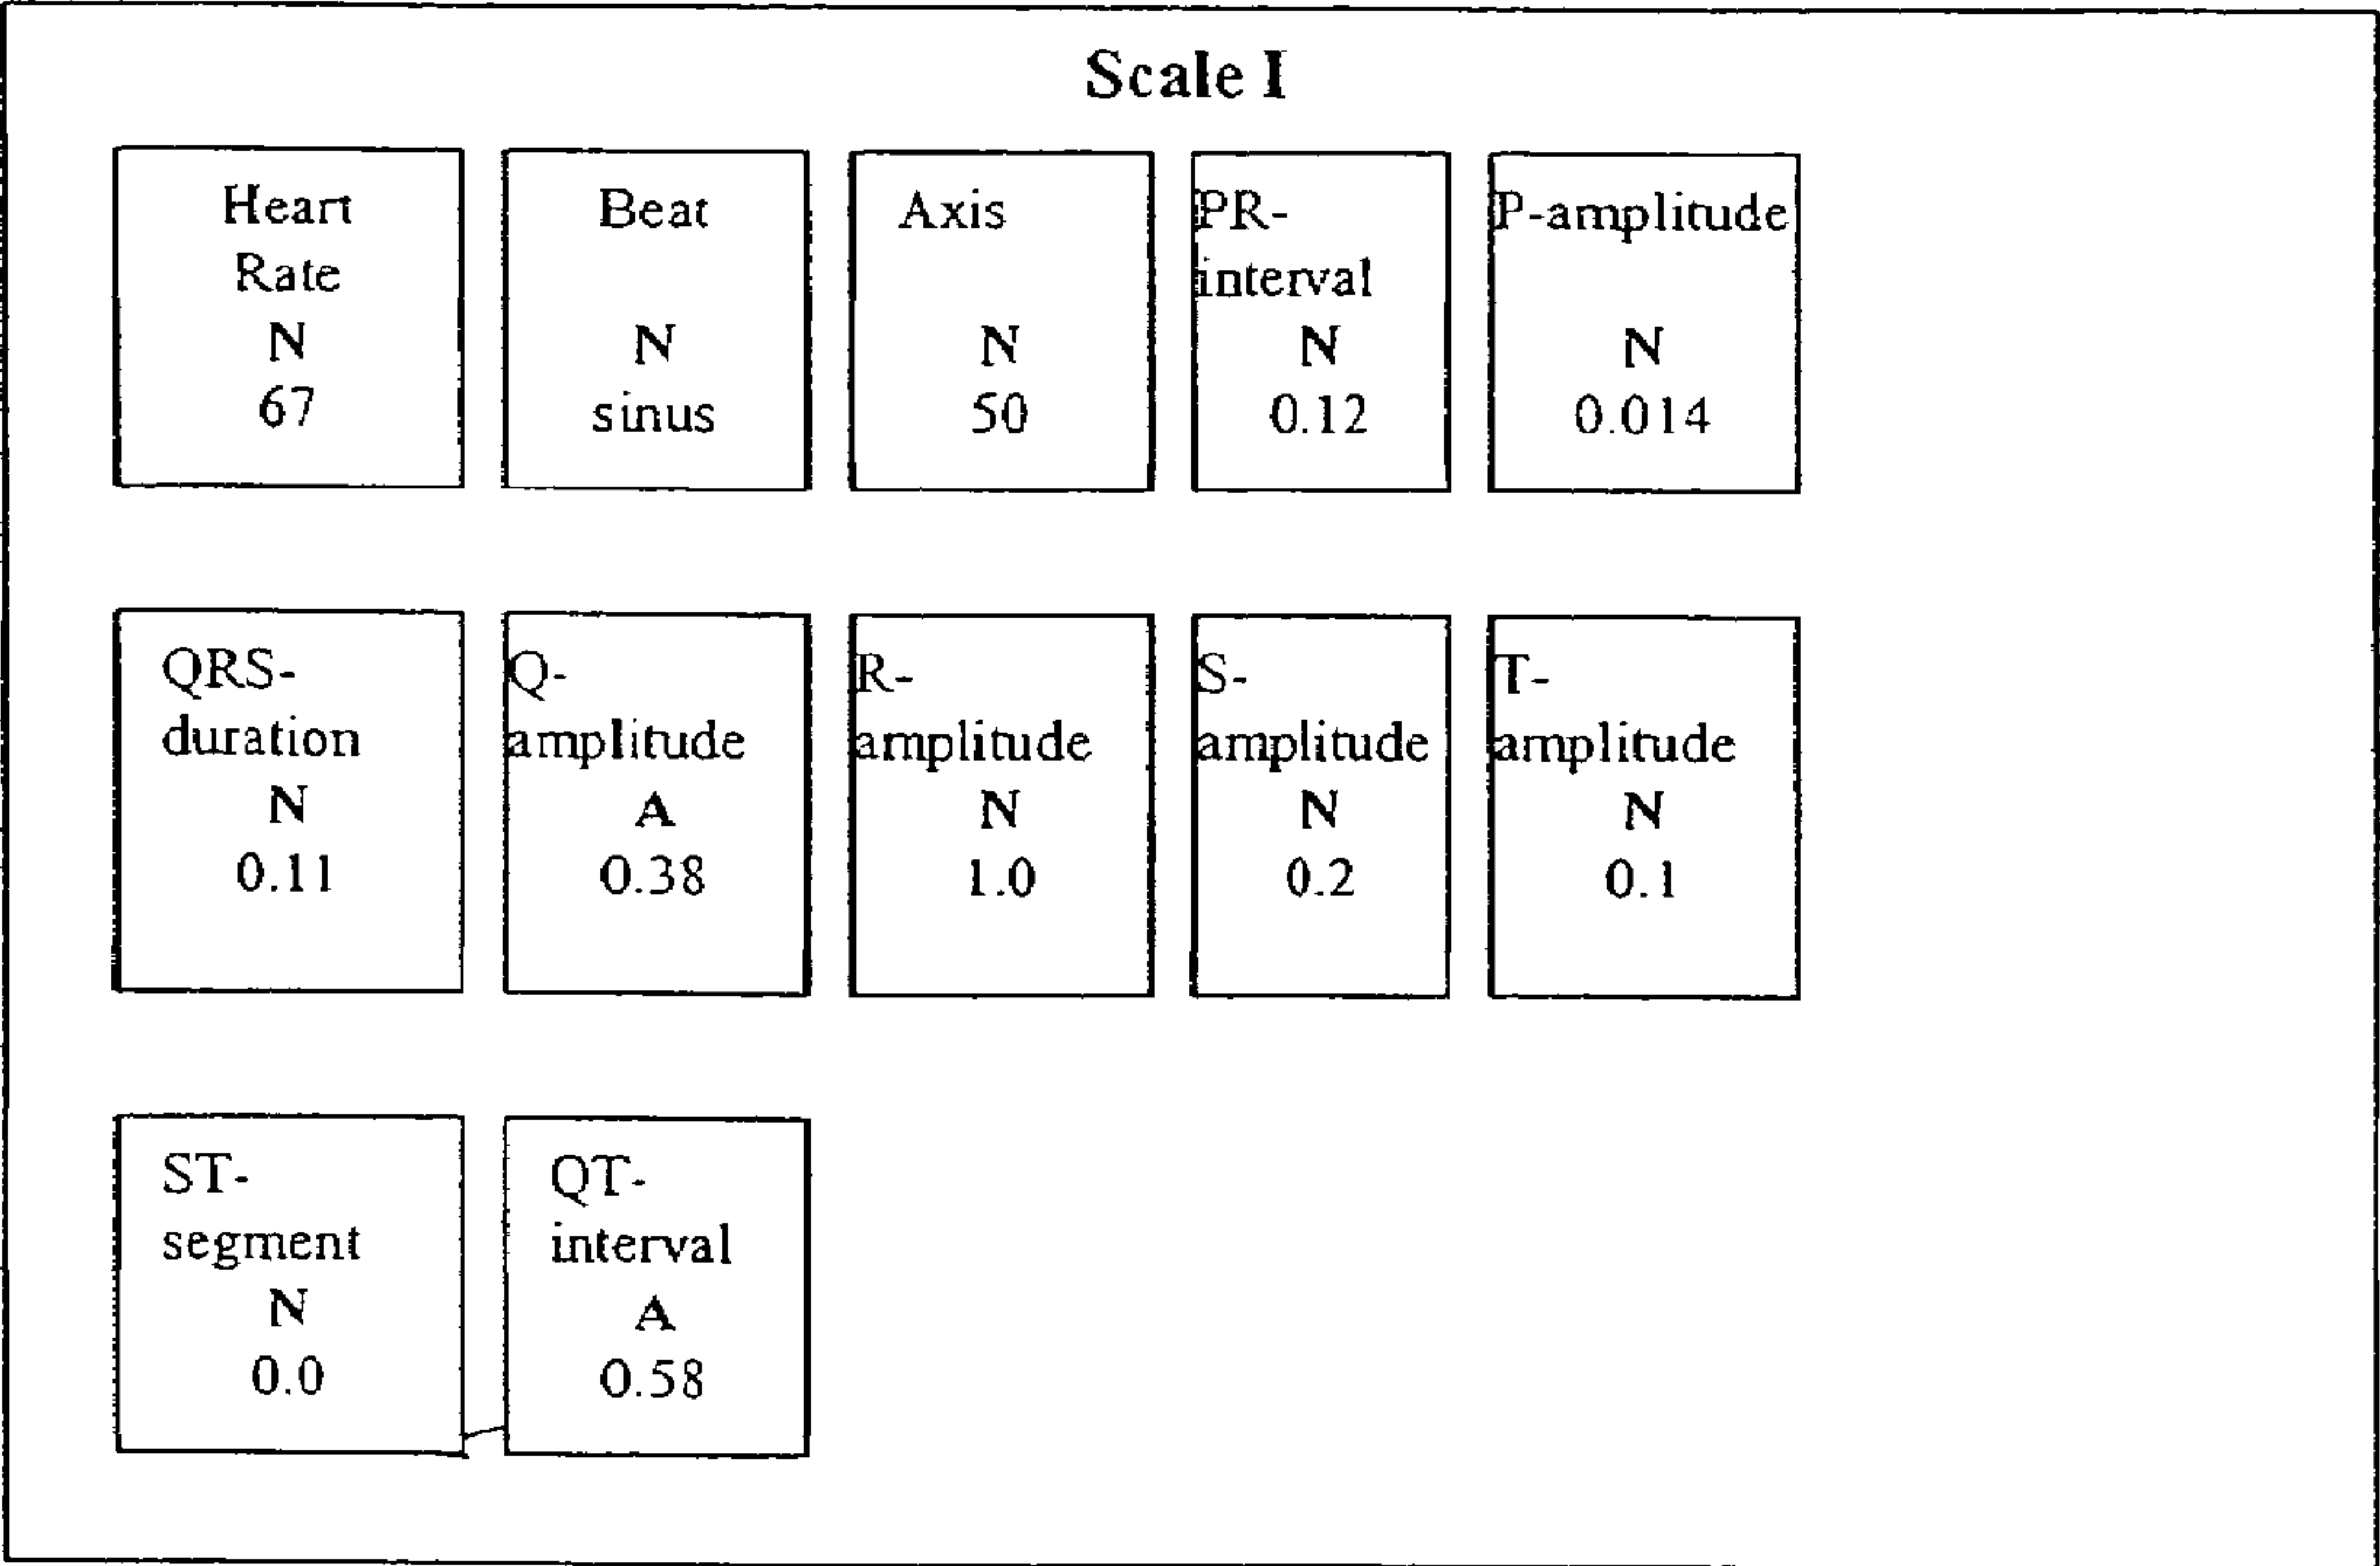 Scale I
Heart
Rate
N
67
Beat
N
sinus
Axis
N
50
PR-
interval
N
0.12
P-amplitude
N
0.014
QRS-
duration
N
0.11
Q-
amplitude
A
0.38
R-
amplitude
N
1.0
S-
amplitude
N
0.2
T-
amplitude
N
0.1
ST-
segment
N
0.0
QT-
interval
A
0.58